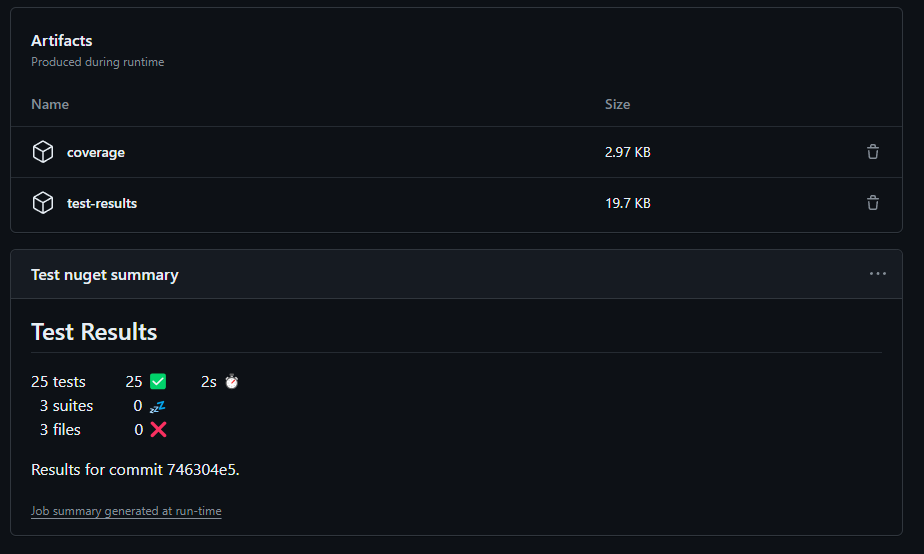 Artifacts
Produced during runtime
Name Size
coverage 2.97 KB
test-results 19.7 KB
Test nuget summary
Test Results
25 tests 25 ✅ 2s ⏱️
3 suites 0 💤
3 files 0 ❌
Results for commit 746304e5.
Job summary generated at run-time